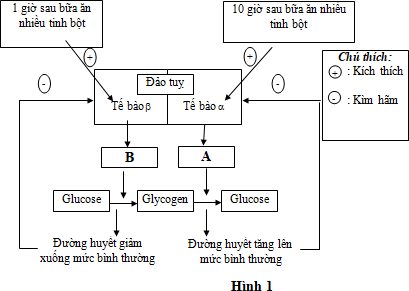 1 giờ sau bữa ăn
nhiều tinh bột
10 giờ sau bữa ăn nhiều
tinh bột
Chú thích:
+ : Kích thích
- : Kìm hãm
+
+
-
-
Đảo tuỵ
Tế bào β
Tế bào α
B
A
Glucose
Glycogen
Glucose
Đường huyết giảm
xuống mức bình thường
Đường huyết tăng lên
mức bình thường
Hình 1